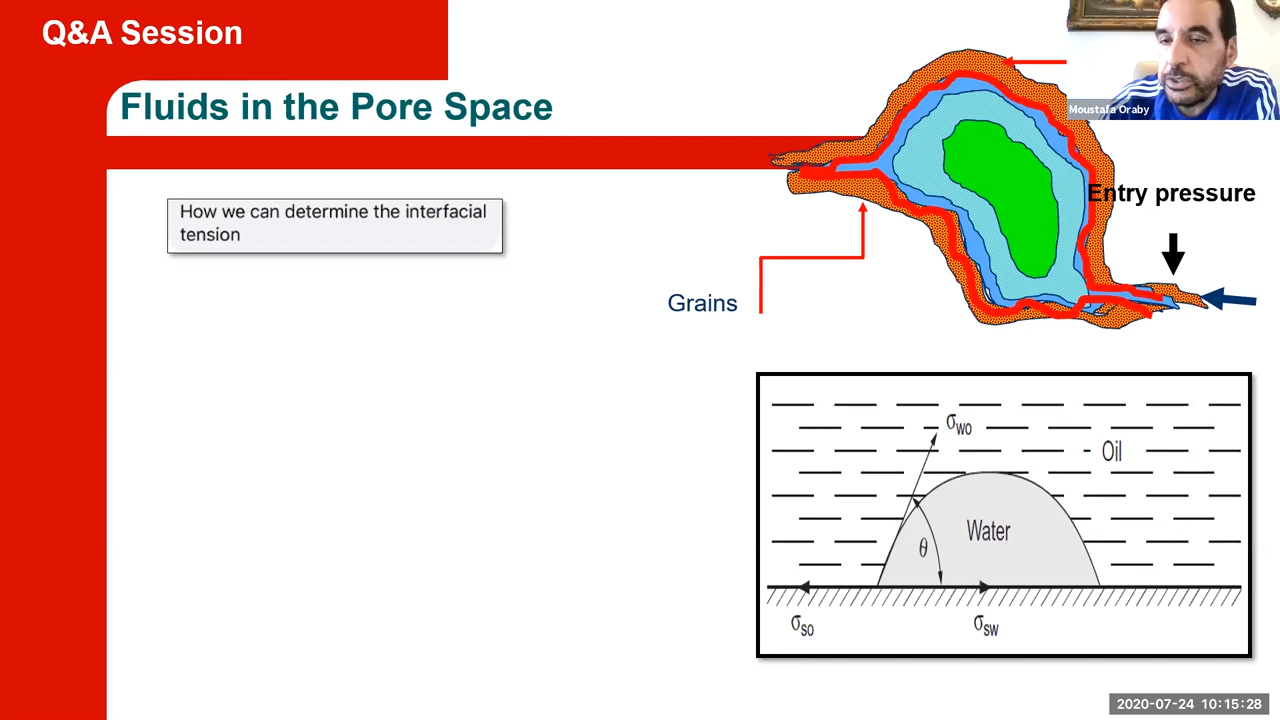 Q&A Session
Fluids in the Pore Space
Moustafa Oraby
How we can determine the interfacial
tension
Entry pressure
Grains
σwo
Oil
Water
θ
σso
σsw
2020-07-24 10:15:28